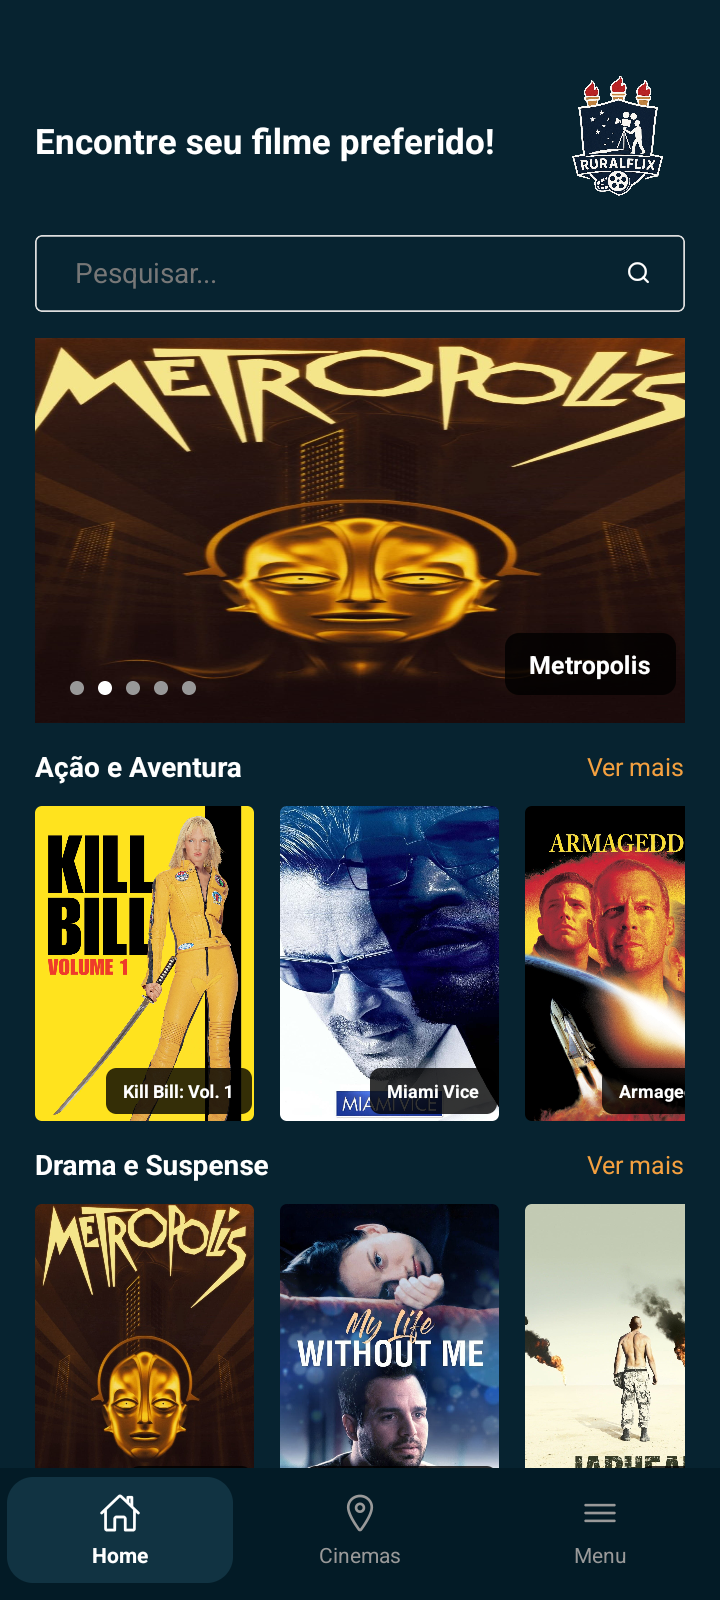 Encontre seu filme preferido!
RURALFLIX
Pesquisar...
METROPOLIS
Metropolis
Ação e Aventura
Ver mais
KILL
BILL
VOLUME 1
Kill Bill: Vol. 1
MIAMI VICE
Miami Vice
ARMAGEDD
Armage
Drama e Suspense
Ver mais
METROPOLIS
My Life
WITHOUT ME
Home
Cinemas
Menu